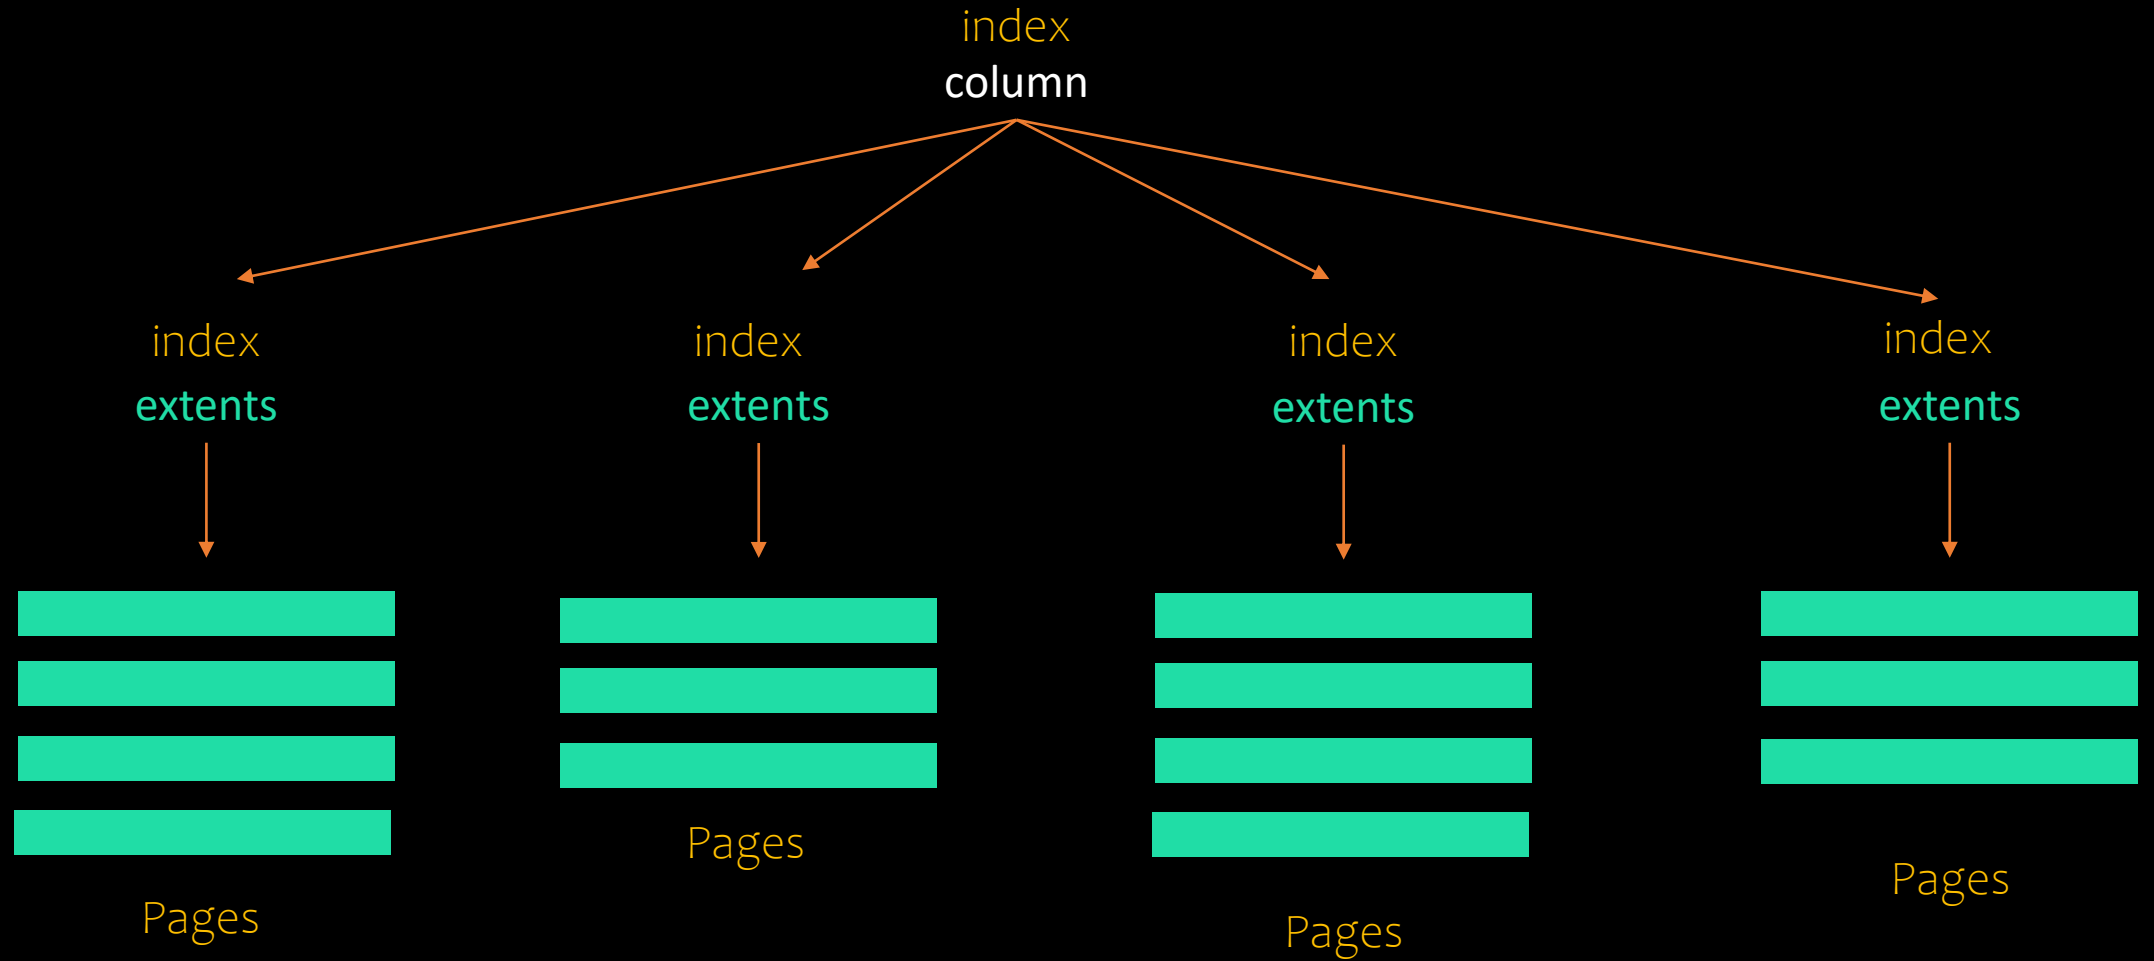 index
column
index
extents
index
extents
index
extents
index
extents
Pages
Pages
Pages
Pages